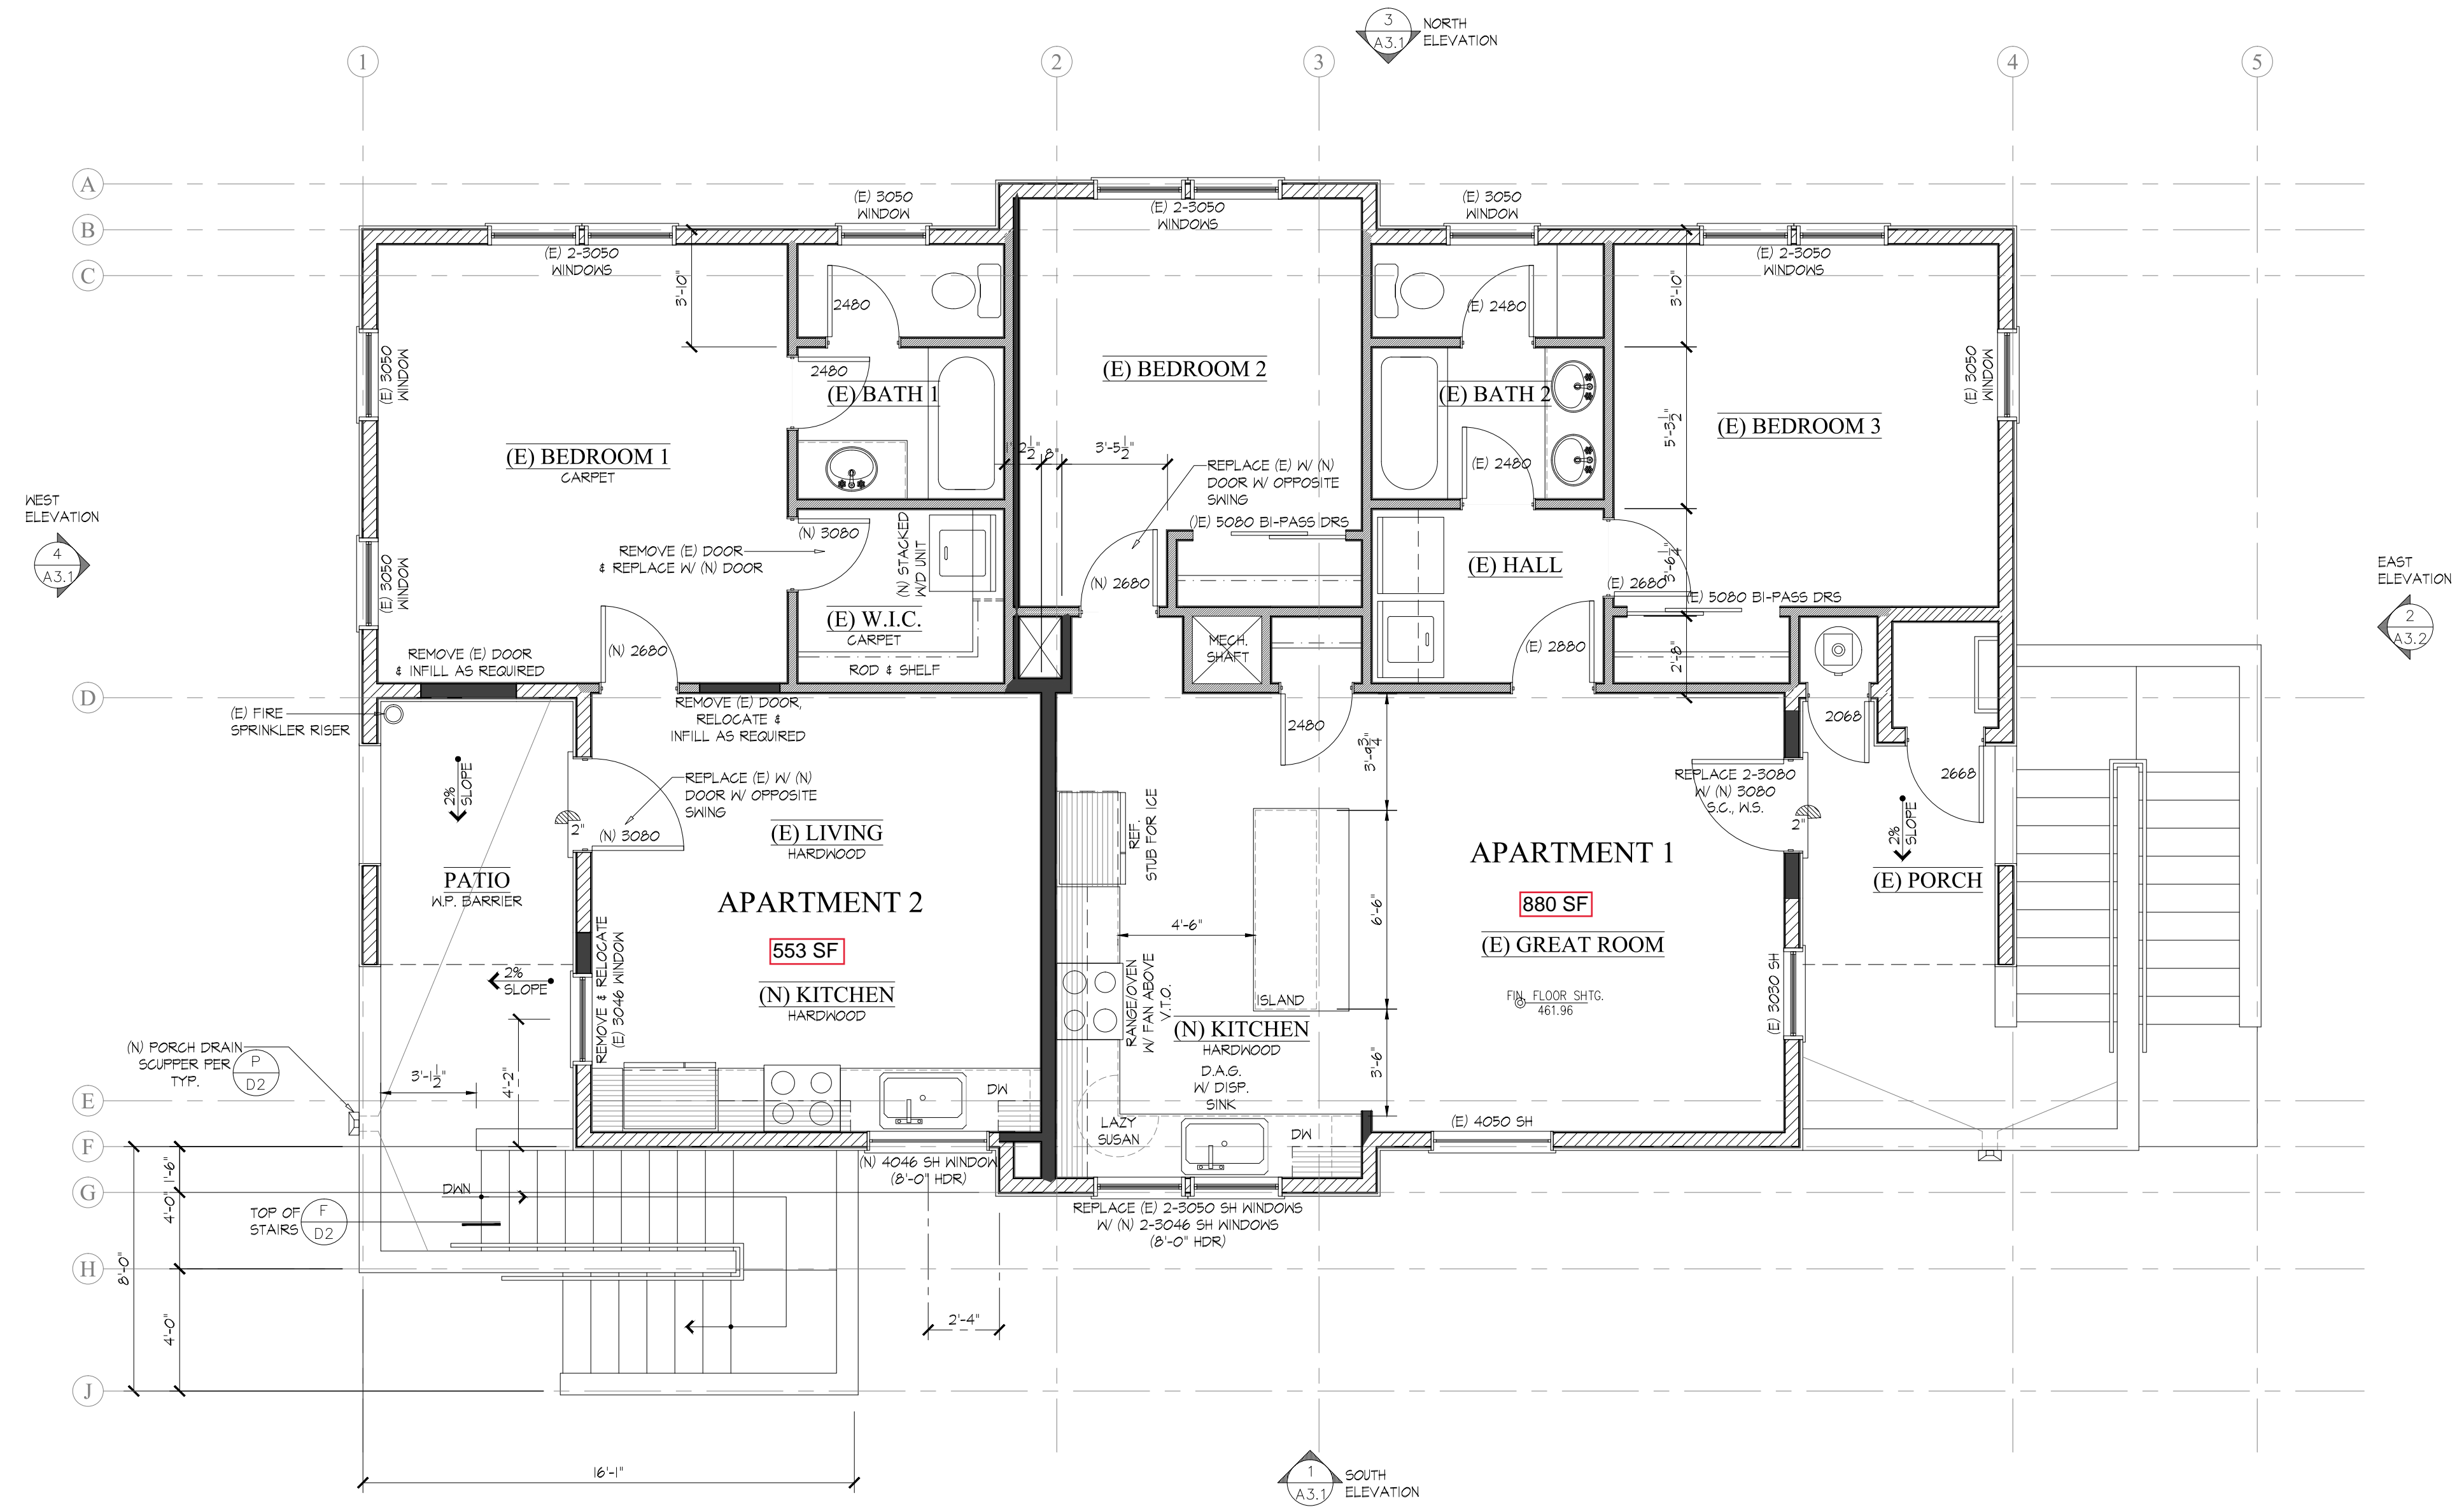 3
A3.1
NORTH
ELEVATION
1
2
3
4
5
A
B
C
D
E
F
G
H
J
(E) 3050
WINDOW
(E) 2-3050
WINDOWS
(E) 3050
WINDOW
(E) 2-3050
WINDOWS
(E) 2-3050
WINDOWS
3'-10"
2480
(E) 2480
3'-10"
(E) 3050
WINDOW
2480
(E) BATH 1
(E) BEDROOM 2
(E) BATH 2
(E) 3050
WINDOW
(E) BEDROOM 3
5'-3 1/2"
(E) BEDROOM 1
CARPET
2 1/2"
8"
3'-5 1/2"
REPLACE (E) W/ (N)
DOOR W/ OPPOSITE
SWING
(E) 2480
WEST
ELEVATION
4
A3.1
(N) 3080
(N) STACKED
W/D UNIT
()E) 5080 BI-PASS DRS
REMOVE (E) DOOR
& REPLACE W/ (N) DOOR
(E) 3050
WINDOW
(N) 2680
(E) HALL
(E) 2680
3'-6 1/4"
(E) 5080 BI-PASS DRS
EAST
ELEVATION
2
A3.2
(E) W.I.C.
CARPET
ROD & SHELF
REMOVE (E) DOOR
& INFILL AS REQUIRED
(N) 2680
MECH.
SHAFT
(E) 2880
2'-8"
(E) FIRE
SPRINKLER RISER
REMOVE (E) DOOR,
RELOCATE &
INFILL AS REQUIRED
2480
3'-9 3/4"
2068
2668
2%
SLOPE
REPLACE (E) W/ (N)
DOOR W/ OPPOSITE
SWING
2"
(N) 3080
REPLACE 2-3080
W/ (N) 3080
S.C., W.S.
2"
2%
SLOPE
(E) LIVING
HARDWOOD
REF.
STUB FOR ICE
APARTMENT 1
880 SF
(E) GREAT ROOM
(E) PORCH
PATIO
W.P. BARRIER
APARTMENT 2
553 SF
4'-6"
6'-6"
2%
SLOPE
REMOVE & RELOCATE
(E) 3046 WINDOW
(N) KITCHEN
HARDWOOD
RANGE/OVEN
W/ FAN ABOVE
V.T.O.
ISLAND
FIN. FLOOR SHTG.
461.96
(E) 3030 SH
(N) KITCHEN
HARDWOOD
D.A.G.
W/ DISP.
SINK
3'-6"
(N) PORCH DRAIN
SCUPPER PER
TYP.
P
D2
3'-1 1/2"
4'-2"
DW
LAZY
SUSAN
DW
(E) 4050 SH
(N) 4046 SH WINDOW
(8'-0" HDR)
REPLACE (E) 2-3050 SH WINDOWS
W/ (N) 2-3046 SH WINDOWS
(8'-0" HDR)
1'-6"
4'-0"
8'-0"
4'-0"
DWN
TOP OF
STAIRS
F
D2
2'-4"
16'-1"
1
A3.1
SOUTH
ELEVATION